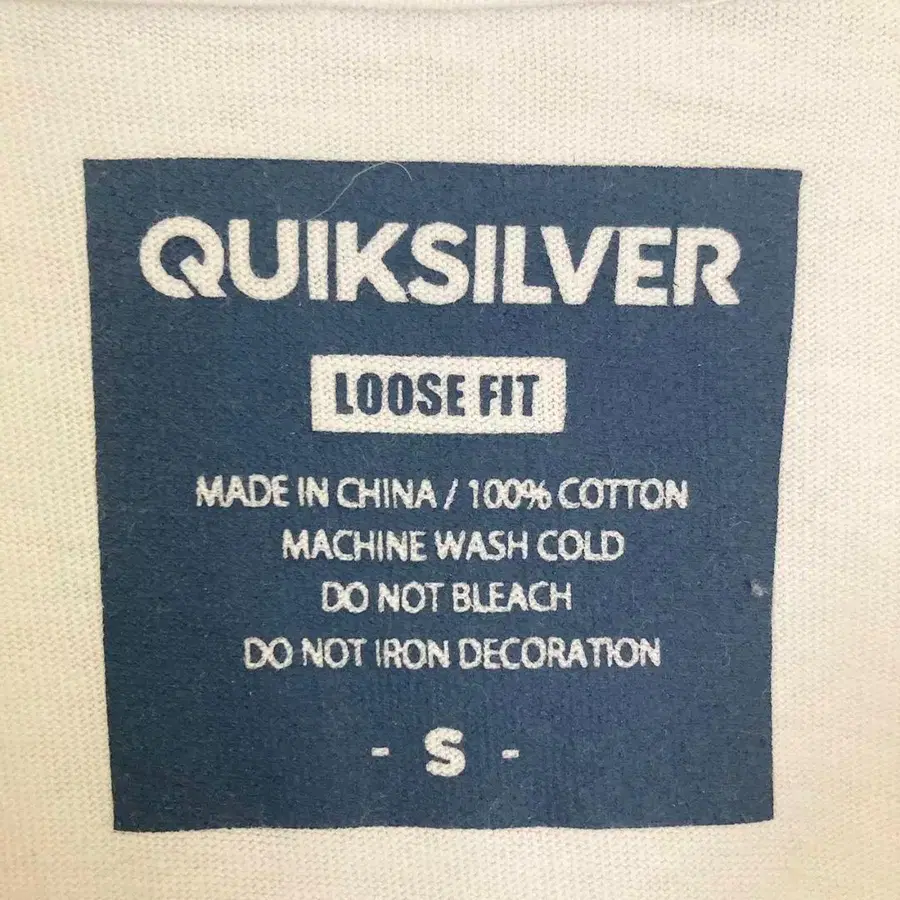 QUIKSILVER
LOOSE FIT
MADE IN CHINA / 100% COTTON
MACHINE WASH COLD
DO NOT BLEACH
DO NOT IRON DECORATION
- S -